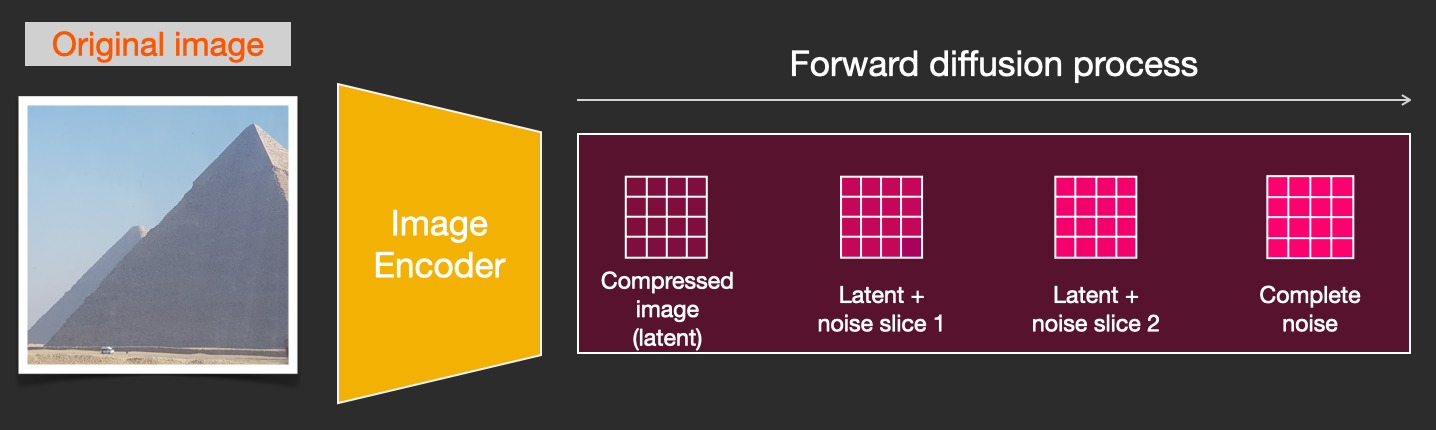 Original image
Forward diffusion process
Image
Encoder
Compressed
image
(latent)
Latent +
noise slice 1
Latent +
noise slice 2
Complete
noise